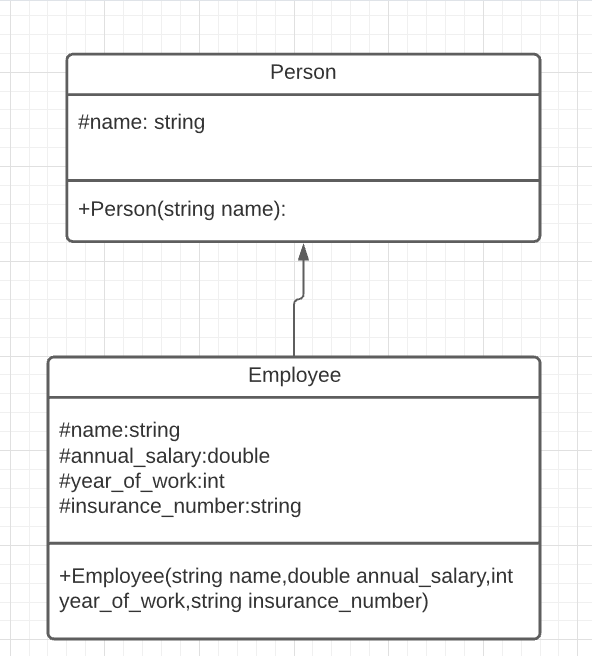 Person
#name: string
+Person(string name):
Employee
#name:string
#annual_salary:double
#year_of_work:int
#insurance_number:string
+Employee(string name,double annual_salary,int
year_of_work,string insurance_number)